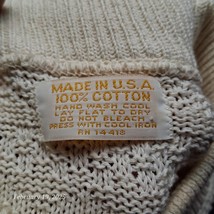 MADE IN U.S.A.
100% COTTON
HAND WASH COOL
LAY FLAT TO DRY
DO NOT BLEACH
PRESS WITH COOL IRON
RN 14418